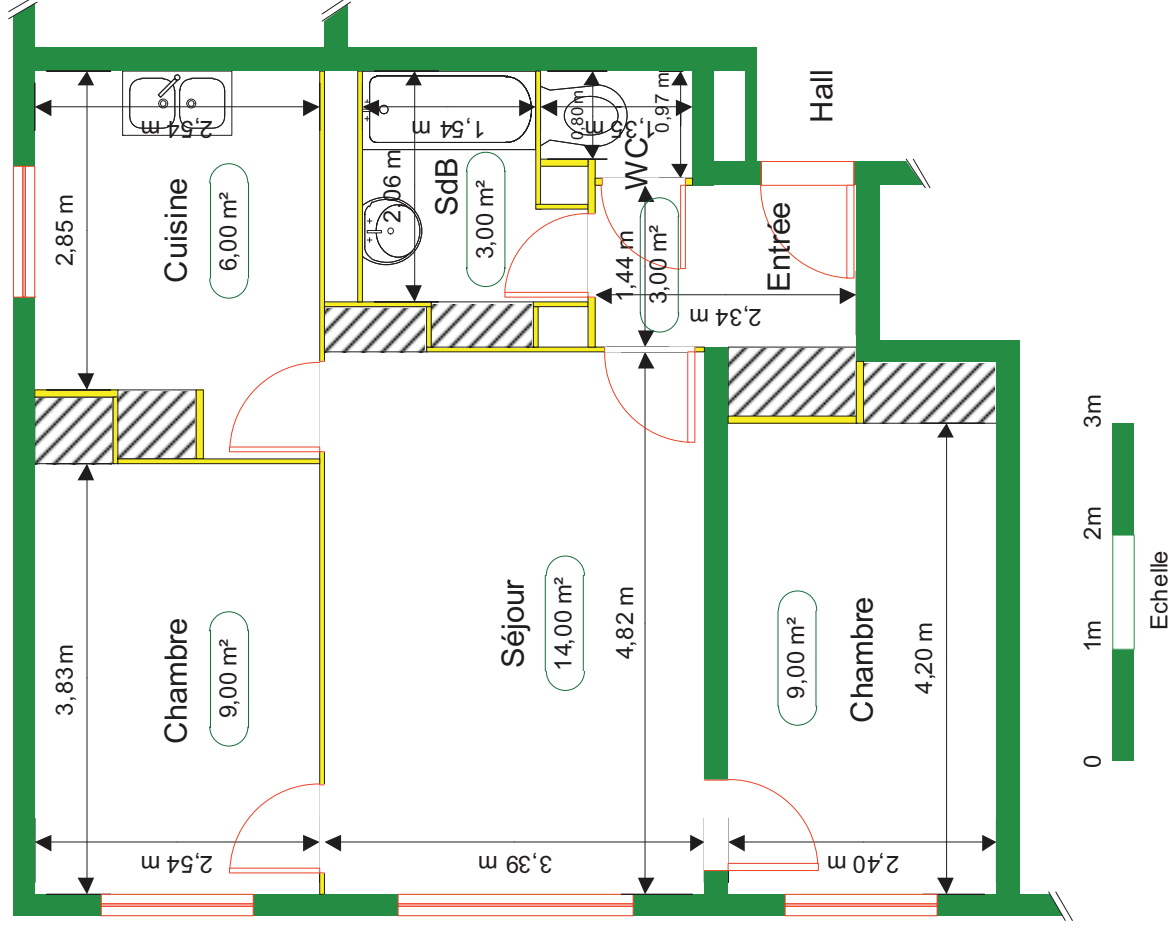 2,54 m
2,85 m
Cuisine
6,00 m²
1,54 m
2,06 m
SdB
3,00 m²
0,80m
1,35 m
0,97 m
WC
Hall
1,44 m
3,00 m²
Entrée
2,34 m
3,83m
Chambre
9,00 m²
2,54 m
Séjour
14,00 m²
4,82 m
3,39 m
9,00 m²
Chambre
4,20 m
2,40 m
0
1m
2m
3m
Echelle